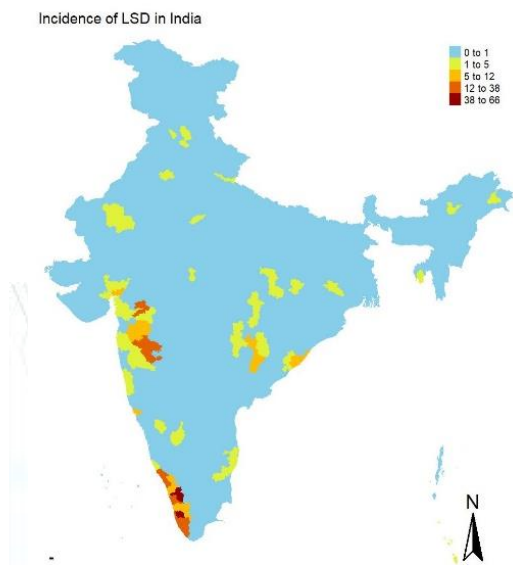 Incidence of LSD in India
0 to 1
1 to 5
5 to 12
12 to 38
38 to 66
N